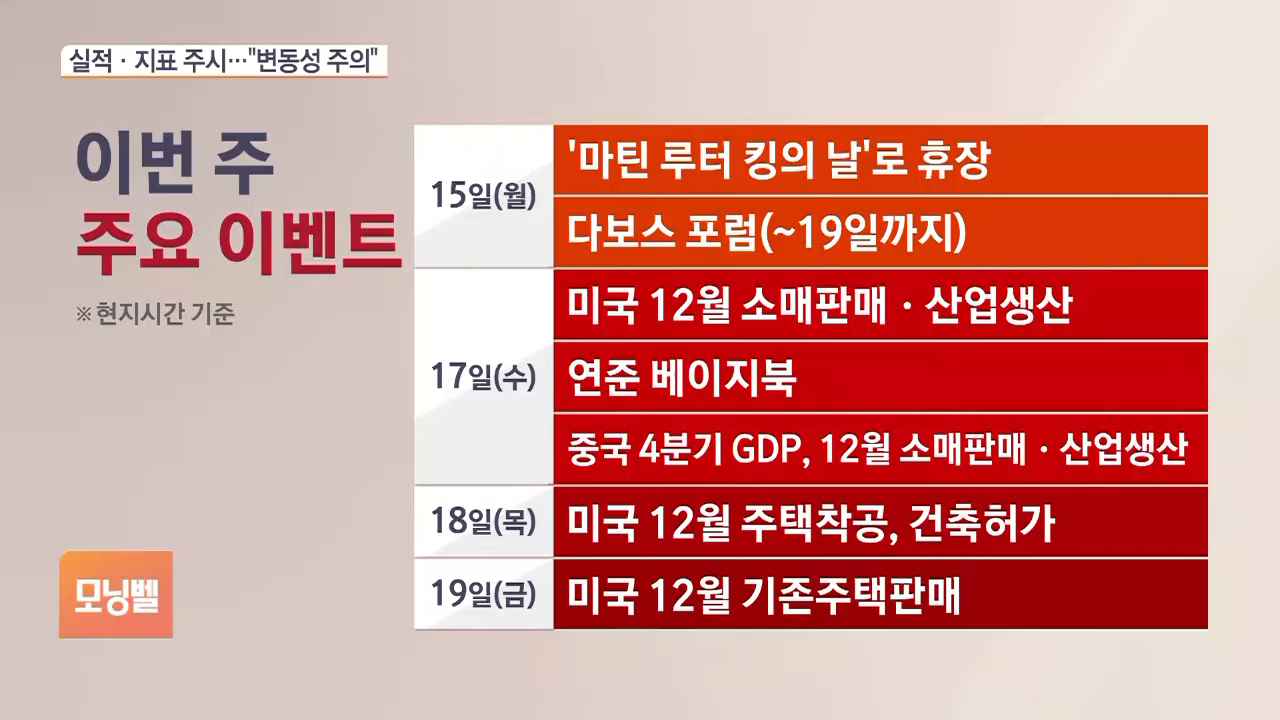 실적·지표 주시…"변동성 주의"
이번 주
주요 이벤트
※ 현지시간 기준
15일(월)
'마틴 루터 킹의 날'로 휴장
다보스 포럼(~19일까지)
17일(수)
미국 12월 소매판매·산업생산
연준 베이지북
중국 4분기 GDP, 12월 소매판매·산업생산
18일(목)
미국 12월 주택착공, 건축허가
19일(금)
미국 12월 기존주택판매
모닝벨